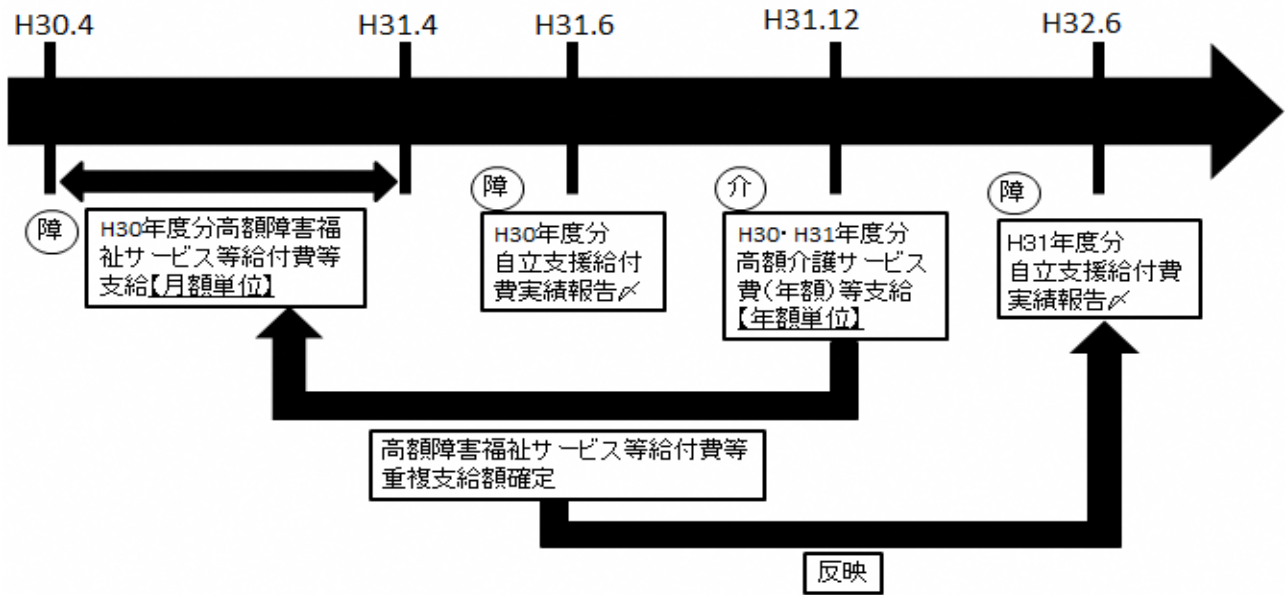 H30.4
H31.4
H31.6
H31.12
H32.6
障
H30年度分高額障害福
祉サービス等給付費等
支給【月額単位】
障
H30年度分
自立支援給付
費実績報告〆
介
H30・H31年度分
高額介護サービス
費(年額)等支給
【年額単位】
障
H31年度分
自立支援給付費
実績報告〆
高額障害福祉サービス等給付費等
重複支給額確定
反映